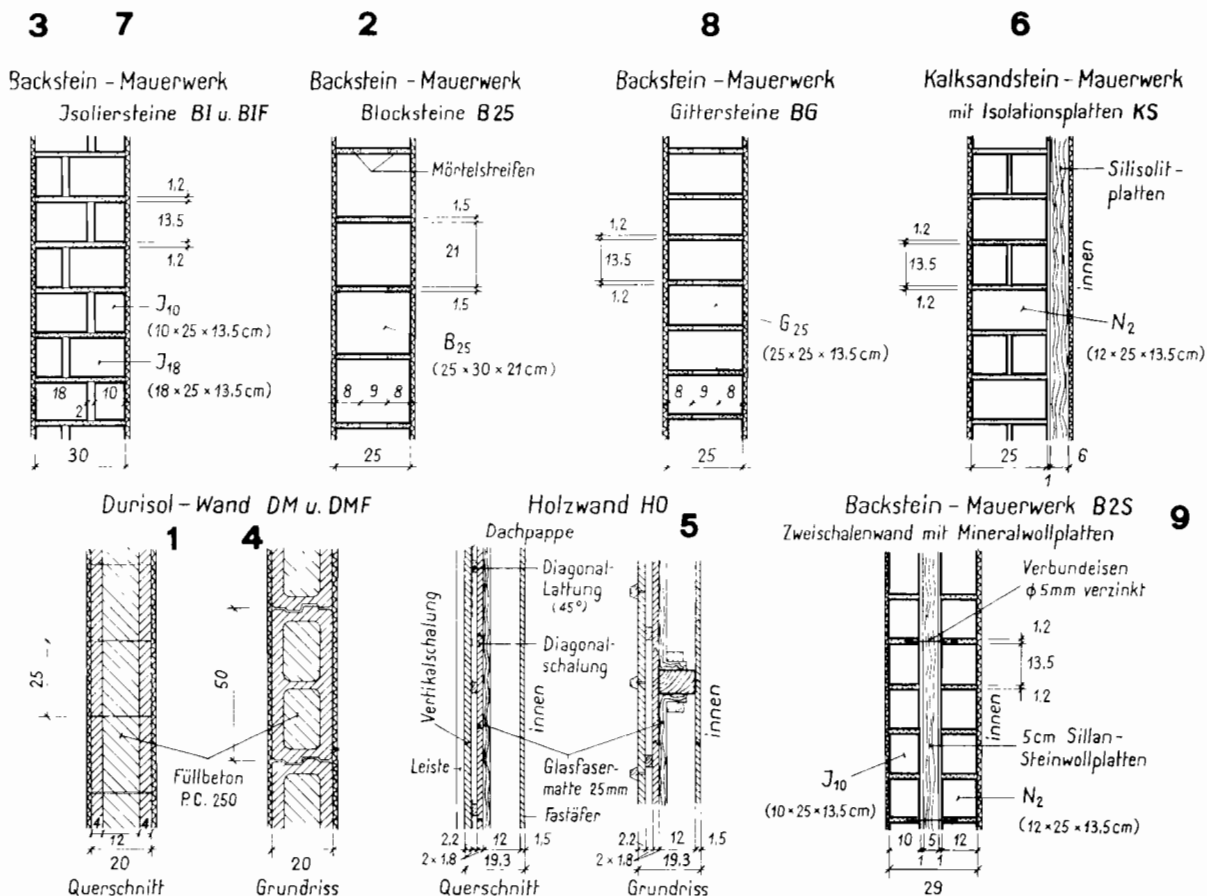 3 7 2 8 6
Backstein - Mauerwerk
Isoliersteine BI u. BIF
1,2
13.5
1.2
J10
(10 × 25 × 13.5 cm)
J18
(18 × 25 × 13.5 cm)
18 10
2
30
Backstein - Mauerwerk
Blocksteine B25
Mörtelstreifen
1,5
21
1,5
B25
(25 × 30 × 21 cm)
8 9 8
25
Backstein - Mauerwerk
Gittersteine BG
1.2
13.5
1.2
G25
(25 × 25 × 13.5 cm)
8 9 8
25
Kalksandstein - Mauerwerk
mit Isolationsplatten KS
Silisolit-
platten
1.2
13.5
1.2
innen
N2
(12 × 25 × 13.5 cm)
25 6
1
Durisol - Wand DM u. DMF
1 4
25
50
Füllbeton
P.C. 250
4 4
12
20 20
Querschnitt Grundriss
Holzwand HO
5
Dachpappe
Diagonal-
Lattung
(45°)
Diagonal-
schalung
Vertikalschalung
innen
innen
Leiste
Glasfaser-
matte 25mm
Fastäfer
2,2 12 1,5 2.2 12 1,5
2 × 1.8 19.3 2 × 1.8 19.3
Querschnitt Grundriss
Backstein - Mauerwerk B2S
9
Zweischalenwand mit Mineralwollplatten
Verbundeisen
ϕ 5mm verzinkt
1.2
13.5
1.2
innen
5cm Sillan-
Steinwollplatten
J10
(10 × 25 × 13.5 cm)
N2
(12 × 25 × 13.5 cm)
10 5 12
1 1
29